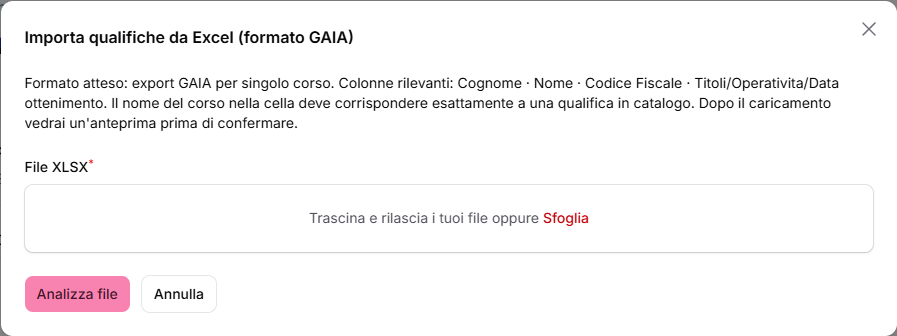 Importa qualifiche da Excel (formato GAIA)
Formato atteso: export GAIA per singolo corso. Colonne rilevanti: Cognome · Nome · Codice Fiscale · Titoli/Operativita/Data
ottenimento. Il nome del corso nella cella deve corrispondere esattamente a una qualifica in catalogo. Dopo il caricamento
vedrai un'anteprima prima di confermare.
File XLSX*
Trascina e rilascia i tuoi file oppure Sfoglia
Analizza file Annulla